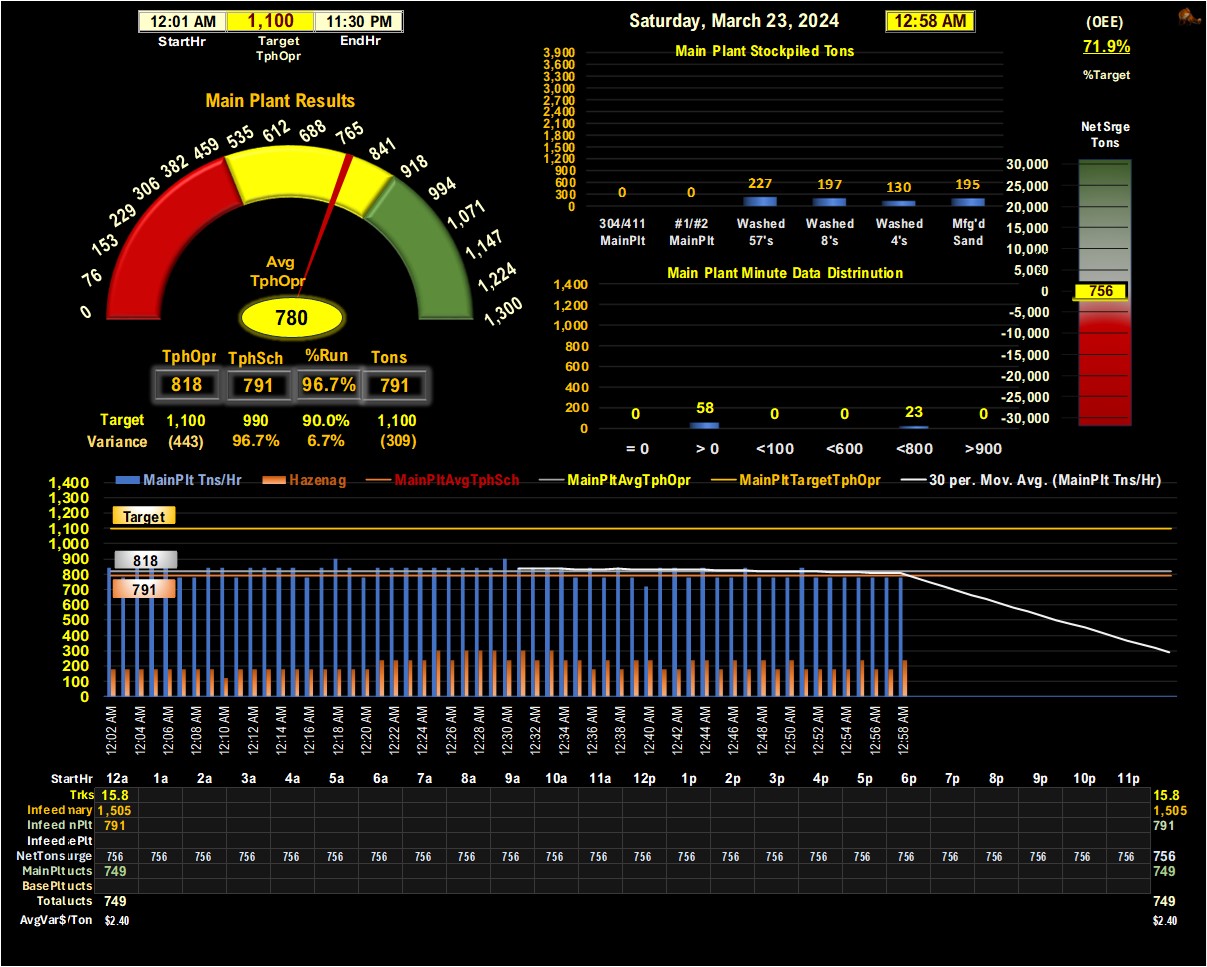 12:01 AM 1,100 11:30 PM
StartHr Target TphOpr EndHr
Saturday, March 23, 2024 12:58 AM
(OEE)
71.9%
%Target
Main Plant Results
0 76 153 229 306 382 459 535 612 688 765 841 918 994 1,071 1,147 1,224 1,300
Avg
TphOpr
780
TphOpr TphSch %Run Tons
818 791 96.7% 791
Target 1,100 990 90.0% 1,100
Variance (443) 96.7% 6.7% (309)
Main Plant Stockpiled Tons
3,900
3,600
3,300
3,000
2,700
2,400
2,100
1,800
1,500
1,200
900
600
300
0
0 0 227 197 130 195
304/411 #1/#2 Washed Washed Washed Mfg'd
MainPlt MainPlt 57's 8's 4's Sand
Main Plant Minute Data Distrinution
1,400
1,200
1,000
800
600
400
200
0
0 58 0 0 23 0
= 0 > 0 <100 <600 <800 >900
Net Srge
Tons
30,000
25,000
20,000
15,000
10,000
5,000
0
-5,000
-10,000
-15,000
-20,000
-25,000
-30,000
756
MainPlt Tns/Hr Hazenag MainPltAvgTphSch MainPltAvgTphOpr MainPltTargetTphOpr 30 per. Mov. Avg. (MainPlt Tns/Hr)
1,400
1,300
1,200
1,100
1,000
900
800
700
600
500
400
300
200
100
0
Target
818
791
12:02 AM 12:04 AM 12:06 AM 12:08 AM 12:10 AM 12:12 AM 12:14 AM 12:16 AM 12:18 AM 12:20 AM 12:22 AM 12:24 AM 12:26 AM 12:28 AM 12:30 AM 12:32 AM 12:34 AM 12:36 AM 12:38 AM 12:40 AM 12:42 AM 12:44 AM 12:46 AM 12:48 AM 12:50 AM 12:52 AM 12:54 AM 12:56 AM 12:58 AM
StartHr 12a 1a 2a 3a 4a 5a 6a 7a 8a 9a 10a 11a 12p 1p 2p 3p 4p 5p 6p 7p 8p 9p 10p 11p
Trks 15.8 15.8
Infeed nary 1,505 1,505
Infeed nPlt 791 791
Infeed ePlt
NetTons urge 756 756 756 756 756 756 756 756 756 756 756 756 756 756 756 756 756 756 756 756 756 756 756 756 756
MainPlt ucts 749 749
BasePlt ucts
Total ucts 749 749
AvgVar$/Ton $2.40 $2.40